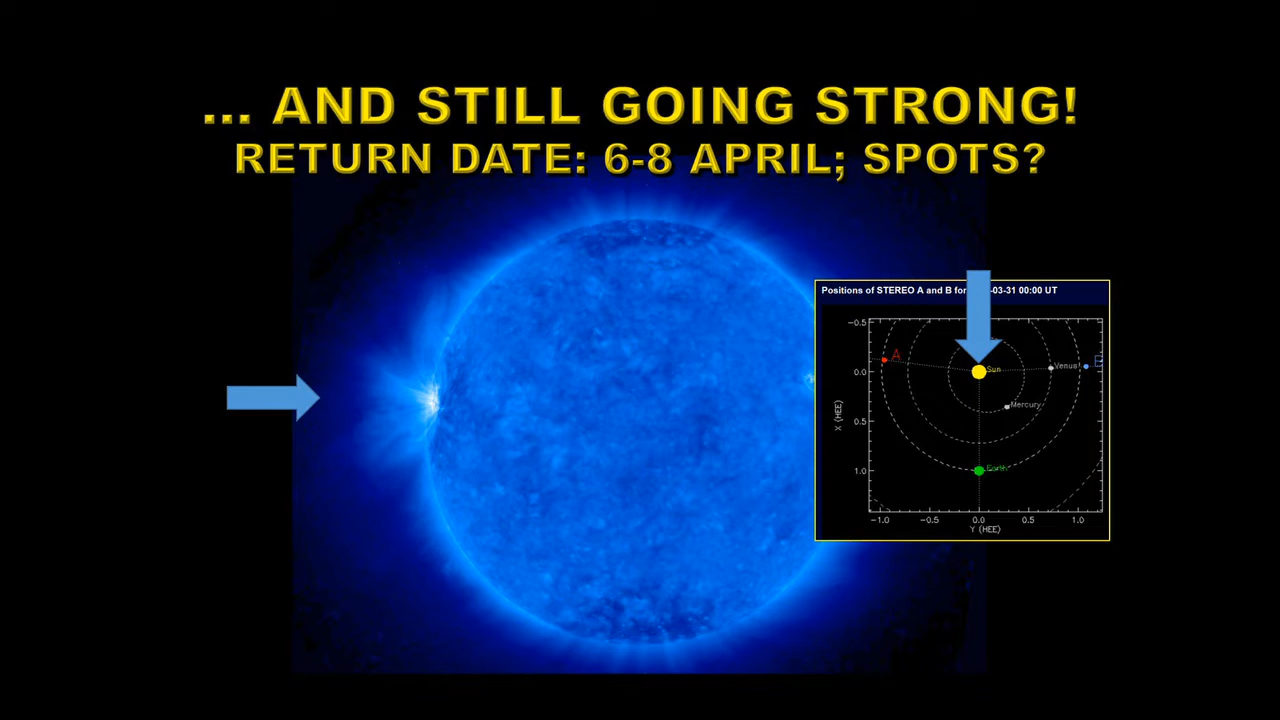 ... AND STILL GOING STRONG!
RETURN DATE: 6-8 APRIL; SPOTS?
Positions of STEREO A and B for -03-31 00:00 UT
−0.5
A
Sun
Venus
B
0.0
Mercury
X (HEE)
0.5
1.0
Earth
−1.0 −0.5 0.0 0.5 1.0
Y (HEE)